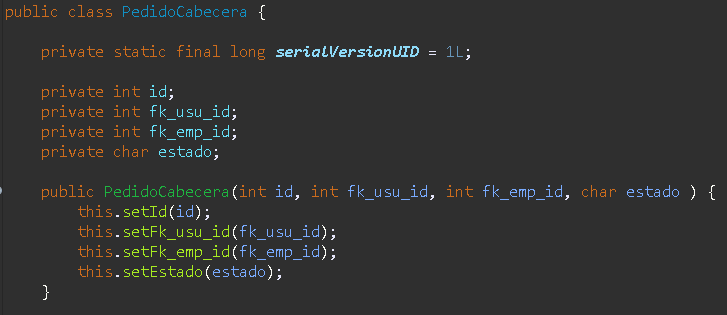 public class PedidoCabecera {
private static final long serialVersionUID = 1L;
private int id;
private int fk_usu_id;
private int fk_emp_id;
private char estado;
public PedidoCabecera(int id, int fk_usu_id, int fk_emp_id, char estado ) {
this.setId(id);
this.setFk_usu_id(fk_usu_id);
this.setFk_emp_id(fk_emp_id);
this.setEstado(estado);
}